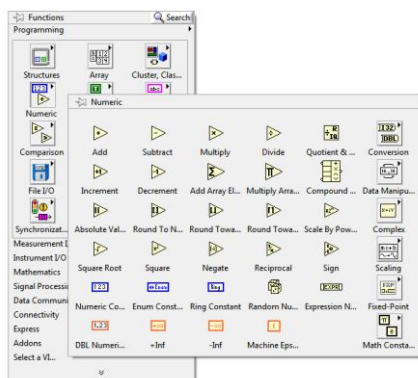 Functions
Search
Programming
Structures
Array
Cluster, Clas...
Numeric
Comparison
File I/O
Synchronizat...
Measurement I
Instrument I/O
Mathematics
Signal Processi
Data Communi
Connectivity
Express
Addons
Select a VI...
Numeric
Add
Subtract
Multiply
Divide
Quotient & ...
Conversion
Increment
Decrement
Add Array El...
Multiply Arra...
Compound ...
Data Manipu...
Absolute Val...
Round To N...
Round Towa...
Round Towa...
Scale By Pow...
Complex
Square Root
Square
Negate
Reciprocal
Sign
Scaling
Numeric Co...
Enum Const...
Ring Constant
Random Nu...
Expression N...
Fixed-Point
DBL Numeri...
+Inf
-Inf
Machine Eps...
Math Consta...